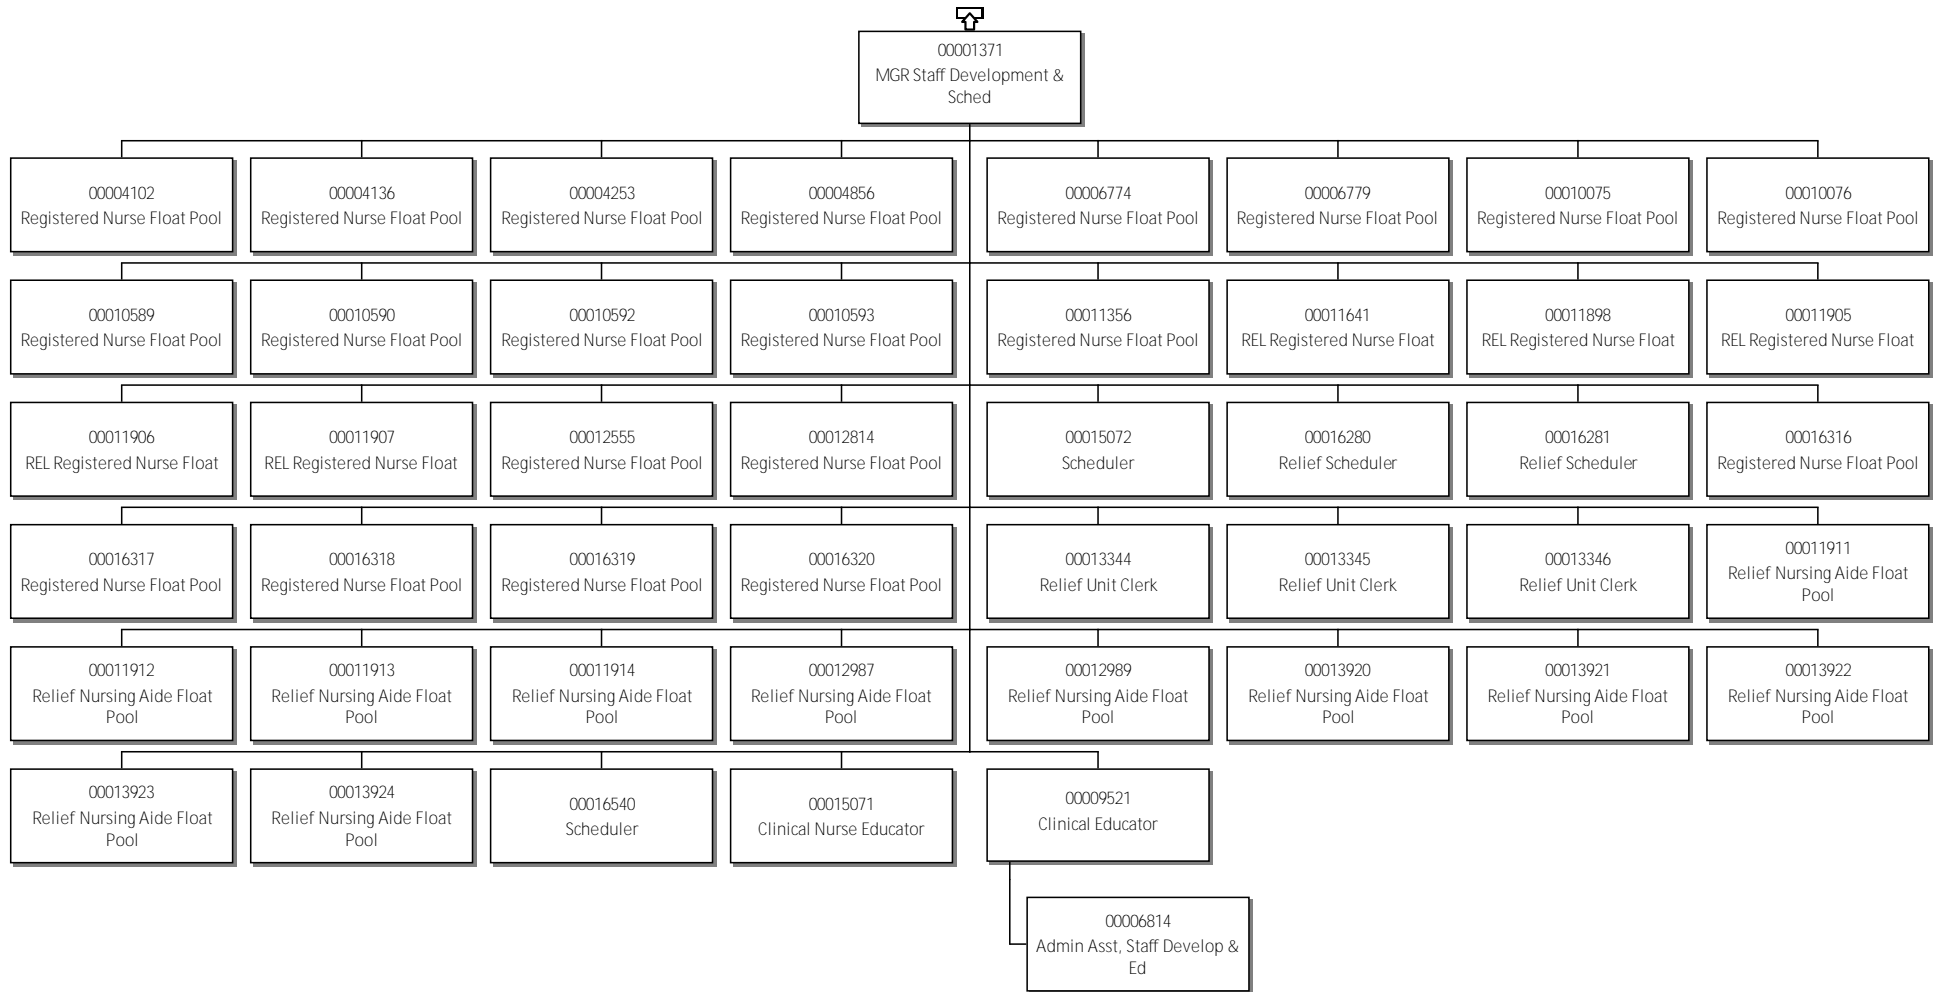 00001371
MGR Staff Development &
Sched
00004102
Registered Nurse Float Pool
00004136
Registered Nurse Float Pool
00004253
Registered Nurse Float Pool
00004856
Registered Nurse Float Pool
00006774
Registered Nurse Float Pool
00006779
Registered Nurse Float Pool
00010075
Registered Nurse Float Pool
00010076
Registered Nurse Float Pool
00010589
Registered Nurse Float Pool
00010590
Registered Nurse Float Pool
00010592
Registered Nurse Float Pool
00010593
Registered Nurse Float Pool
00011356
Registered Nurse Float Pool
00011641
REL Registered Nurse Float
00011898
REL Registered Nurse Float
00011905
REL Registered Nurse Float
00011906
REL Registered Nurse Float
00011907
REL Registered Nurse Float
00012555
Registered Nurse Float Pool
00012814
Registered Nurse Float Pool
00015072
Scheduler
00016280
Relief Scheduler
00016281
Relief Scheduler
00016316
Registered Nurse Float Pool
00016317
Registered Nurse Float Pool
00016318
Registered Nurse Float Pool
00016319
Registered Nurse Float Pool
00016320
Registered Nurse Float Pool
00013344
Relief Unit Clerk
00013345
Relief Unit Clerk
00013346
Relief Unit Clerk
00011911
Relief Nursing Aide Float
Pool
00011912
Relief Nursing Aide Float
Pool
00011913
Relief Nursing Aide Float
Pool
00011914
Relief Nursing Aide Float
Pool
00012987
Relief Nursing Aide Float
Pool
00012989
Relief Nursing Aide Float
Pool
00013920
Relief Nursing Aide Float
Pool
00013921
Relief Nursing Aide Float
Pool
00013922
Relief Nursing Aide Float
Pool
00013923
Relief Nursing Aide Float
Pool
00013924
Relief Nursing Aide Float
Pool
00016540
Scheduler
00015071
Clinical Nurse Educator
00009521
Clinical Educator
00006814
Admin Asst, Staff Develop &
Ed